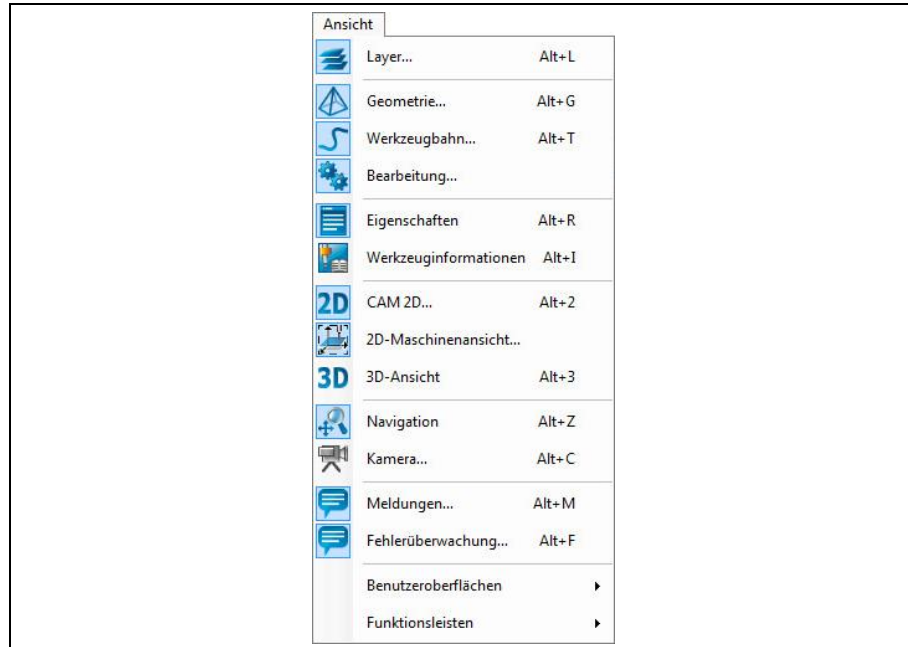 Ansicht
Layer... Alt+L
Geometrie... Alt+G
Werkzeugbahn... Alt+T
Bearbeitung...
Eigenschaften Alt+R
Werkzeuginformationen Alt+I
2D CAM 2D... Alt+2
2D-Maschinenansicht...
3D 3D-Ansicht Alt+3
Navigation Alt+Z
Kamera... Alt+C
Meldungen... Alt+M
Fehlerüberwachung... Alt+F
Benutzeroberflächen
Funktionsleisten